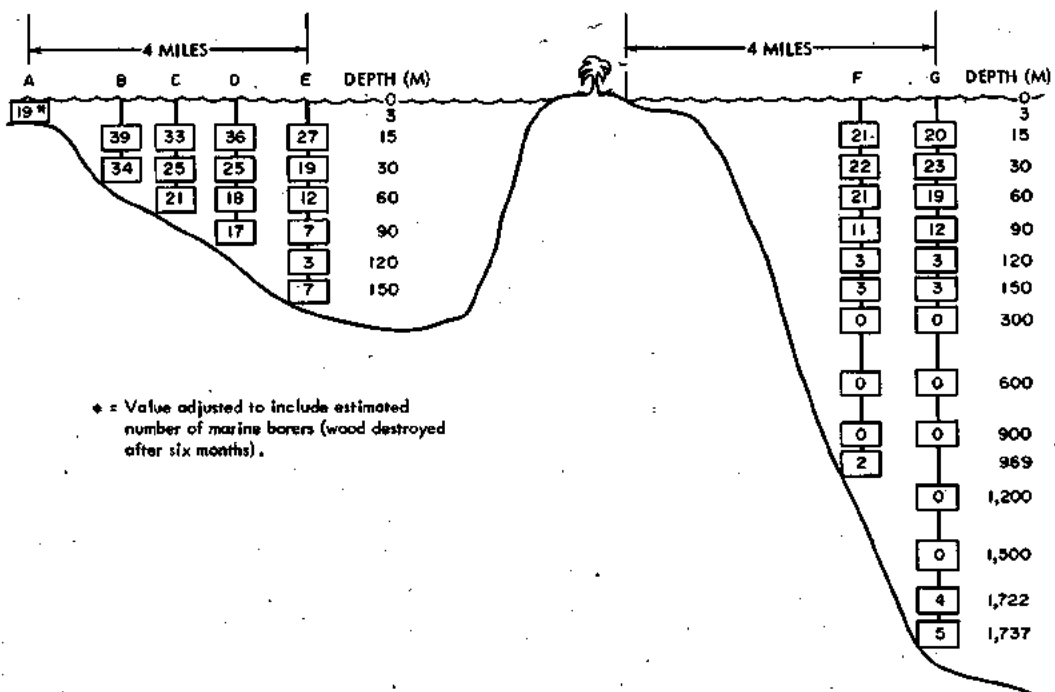 4 MILES 4 MILES
A B C D E DEPTH (M) F G DEPTH (M)
0 0
19* 3 3
39 33 36 27 15 21 20 15
34 25 25 19 30 22 23 30
21 18 12 60 21 19 60
17 7 90 11 12 90
3 120 3 3 120
7 150 3 3 150
0 0 300
0 0 600
* = Value adjusted to include estimated
number of marine borers (wood destroyed
after six months).
0 0 900
2 969
0 1,200
0 1,500
4 1,722
5 1,737